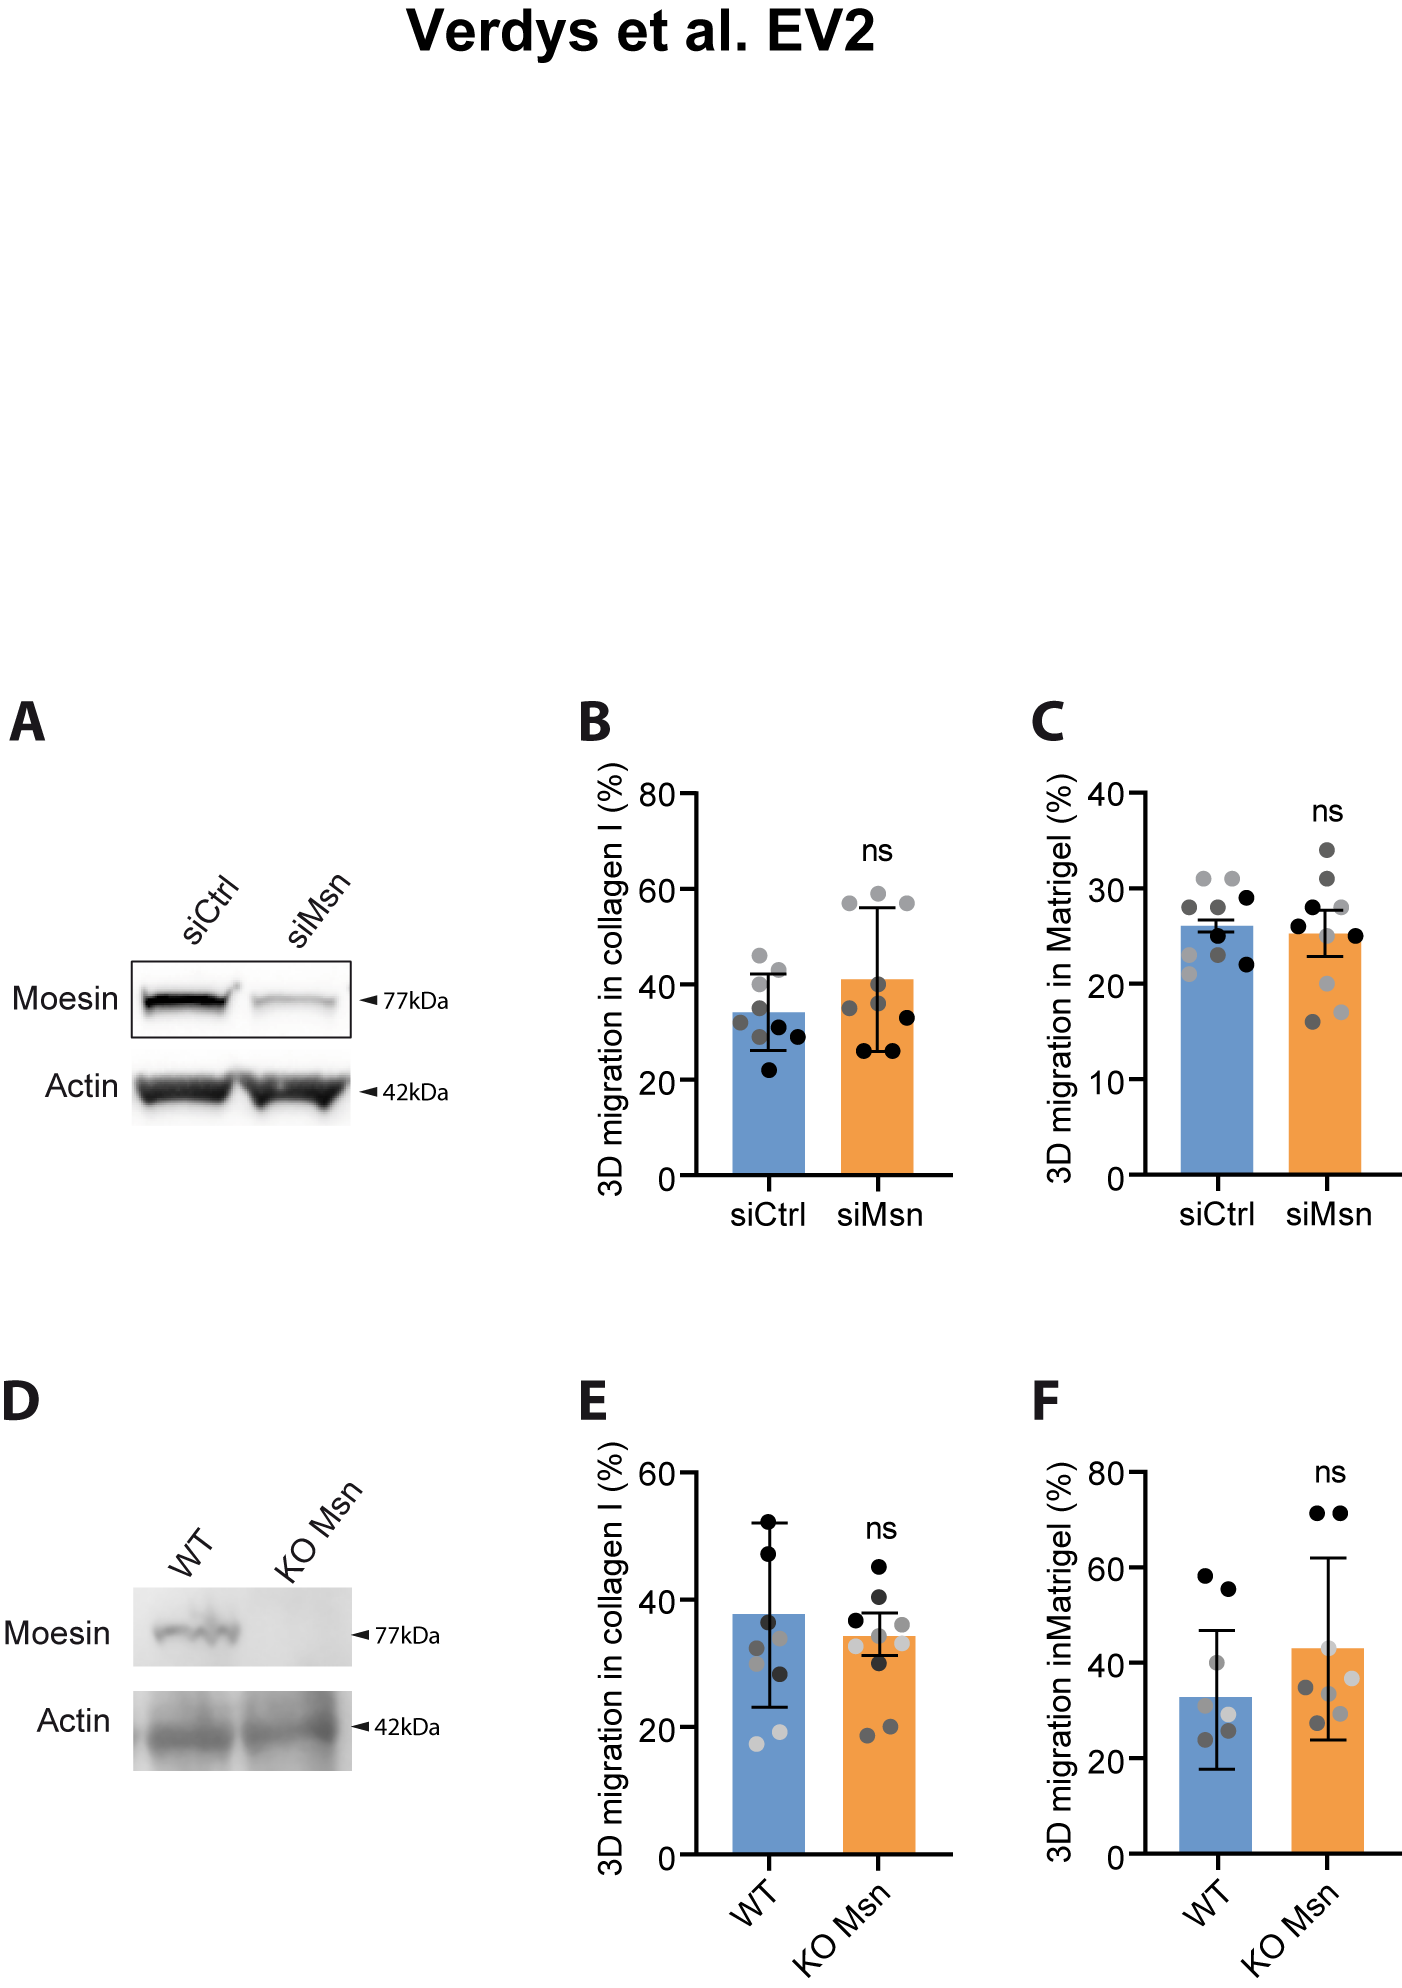 Verdys et al. EV2
A
siCtrl
siMsn
Moesin
77kDa
Actin
42kDa
B
3D migration in collagen I (%)
80
60
40
20
0
ns
siCtrl
siMsn
C
3D migration in Matrigel (%)
40
30
20
10
0
ns
siCtrl
siMsn
D
WT
KO Msn
Moesin
77kDa
Actin
42kDa
E
3D migration in collagen I (%)
60
40
20
0
ns
WT
KO Msn
F
3D migration inMatrigel (%)
80
60
40
20
0
ns
WT
KO Msn